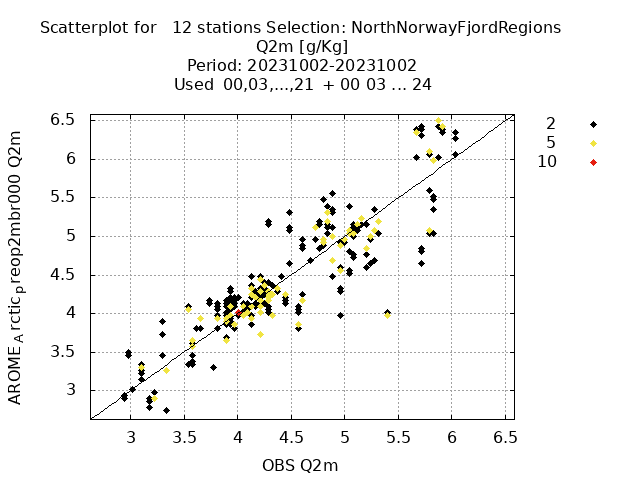 Scatterplot for   12 stations Selection: NorthNorwayFjordRegions
Q2m [g/Kg]
Period: 20231002-20231002
Used  00,03,...,21  + 00 03 ... 24
2
5
10
6.5
6
5.5
5
4.5
4
3.5
3
AROME_Arctic_preop2mbr000 Q2m
3 3.5 4 4.5 5 5.5 6 6.5
OBS Q2m